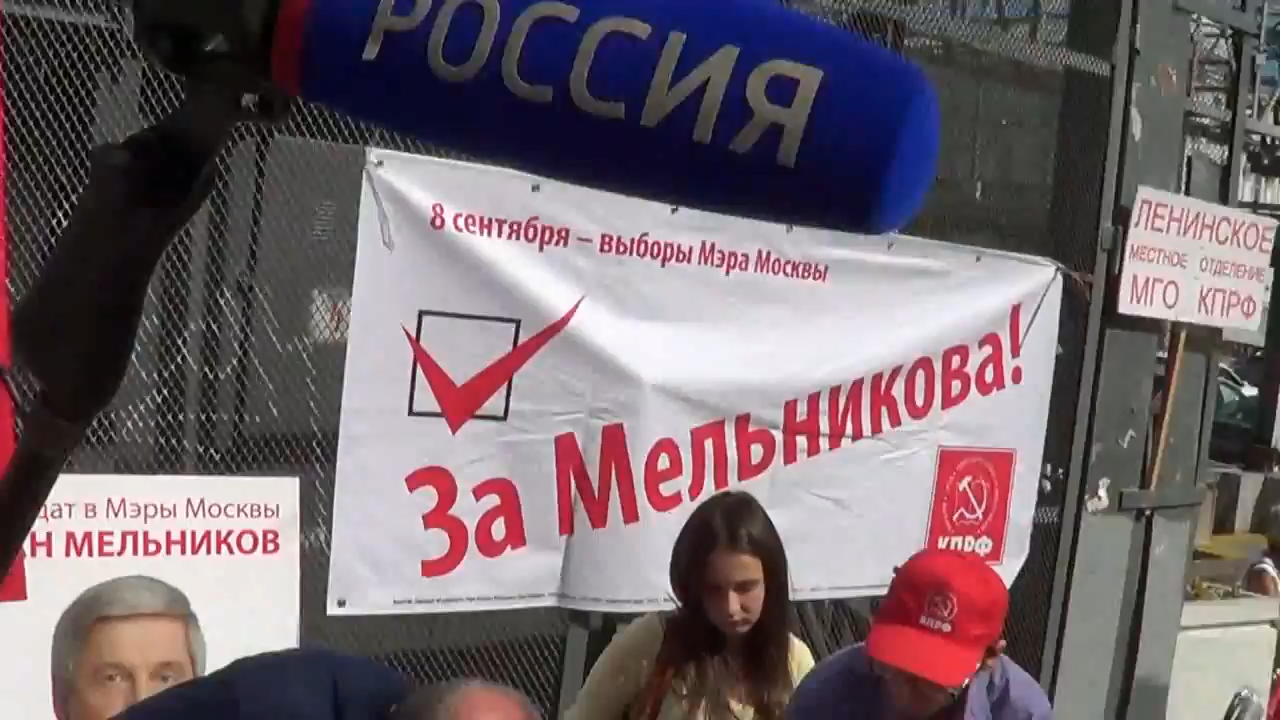 РОССИЯ
8 сентября – выборы Мэра Москвы
За Мельникова!
КПРФ
ЛЕНИНСКОЕ
МЕСТНОЕ ОТДЕЛЕНИЕ
МГО КПРФ
дат в Мэры Москвы
Н МЕЛЬНИКОВ
КПРФ